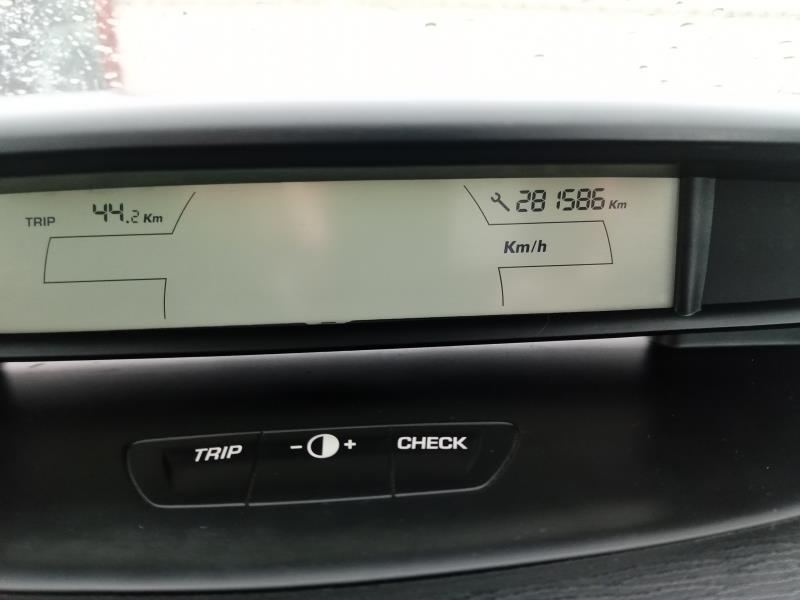 TRIP 44.2 Km
281586 Km
Km/h
TRIP - + CHECK